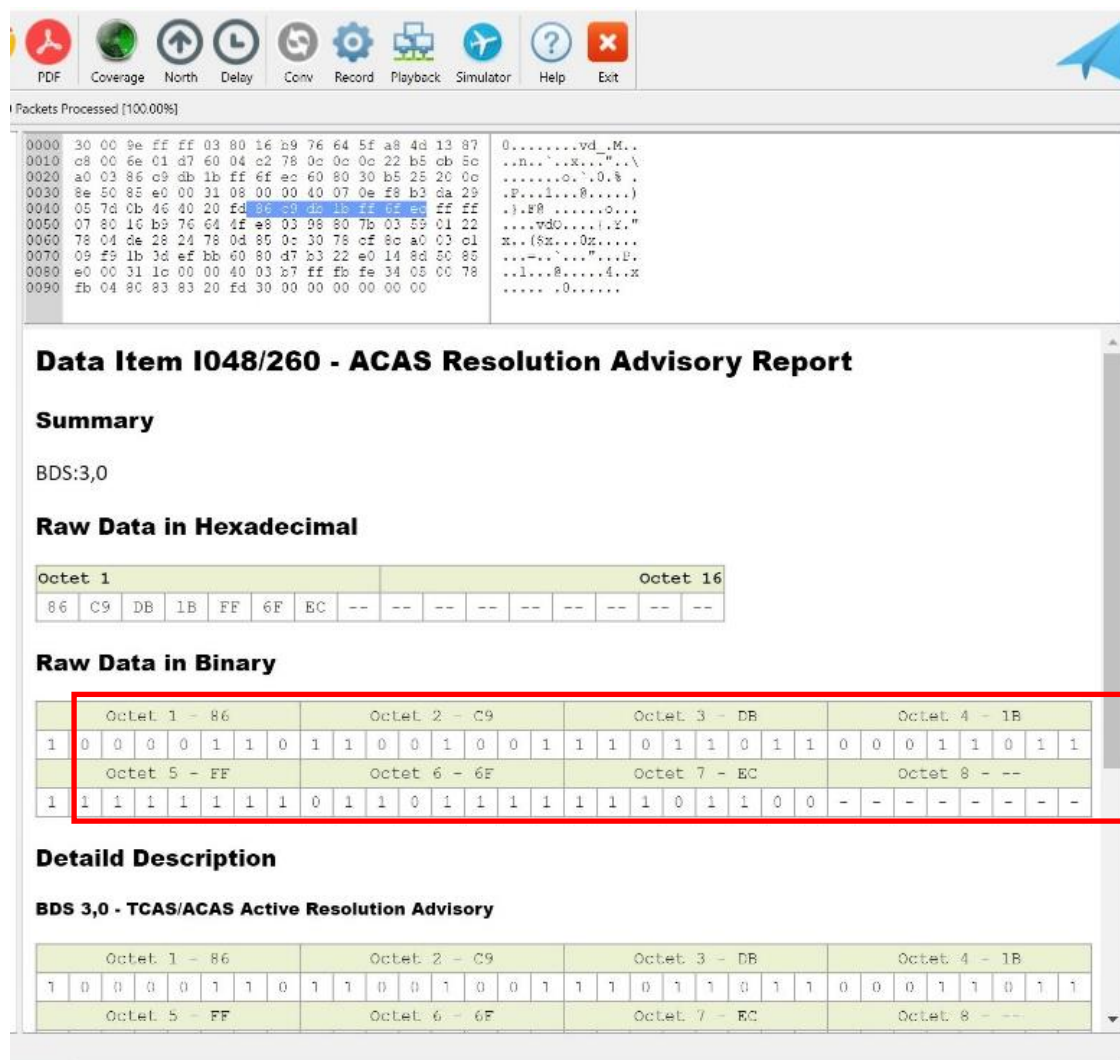 PDF Coverage North Delay Conv Record Playback Simulator Help Exit
Packets Processed [100.00%]
0000 30 00 9e ff ff 03 80 16 b9 76 64 5f a8 4d 13 87 0........vd_.M..
0010 c8 00 6e 01 d7 60 04 c2 78 0c 0c 0c 22 b5 cb 5c ..n..`..x..."..\
0020 a0 03 86 c9 db 1b ff 6f ec 60 80 30 b5 25 20 0c .......o.`.0.% .
0030 8e 50 85 e0 00 31 08 00 00 40 07 0e f8 b3 da 29 .P...1...@.....)
0040 05 7d 0b 46 40 20 fd 86 c9 db 1b ff 6f ec ff ff .}.F@ ......o...
0050 07 80 16 b9 76 64 4f e8 03 98 80 7b 03 59 01 22 ....vdO....{.Y."
0060 78 04 de 28 24 78 0d 85 0c 30 78 cf 8c a0 03 c1 x..($x...0x.....
0070 09 f9 1b 3d ef bb 60 80 d7 b3 22 e0 14 8d 50 85 ...=..`..."...P.
0080 e0 00 31 1c 00 00 40 03 b7 ff fb fe 34 05 00 78 ..1...@.....4..x
0090 fb 04 80 83 83 20 fd 30 00 00 00 00 00 00 ..... .0......
Data Item I048/260 - ACAS Resolution Advisory Report
Summary
BDS:3,0
Raw Data in Hexadecimal
Octet 1 Octet 16
86 C9 DB 1B FF 6F EC -- -- -- -- -- -- -- -- --
Raw Data in Binary
Octet 1 - 86 Octet 2 - C9 Octet 3 - DB Octet 4 - 1B
1 0 0 0 0 1 1 0 1 1 0 0 1 0 0 1 1 1 0 1 1 0 1 1 0 0 0 1 1 0 1 1
Octet 5 - FF Octet 6 - 6F Octet 7 - EC Octet 8 - --
1 1 1 1 1 1 1 1 0 1 1 0 1 1 1 1 1 1 1 0 1 1 0 0 - - - - - - - -
Detaild Description
BDS 3,0 - TCAS/ACAS Active Resolution Advisory
Octet 1 - 86 Octet 2 - C9 Octet 3 - DB Octet 4 - 1B
1 0 0 0 0 1 1 0 1 1 0 0 1 0 0 1 1 1 0 1 1 0 1 1 0 0 0 1 1 0 1 1
Octet 5 - FF Octet 6 - 6F Octet 7 - EC Octet 8 - --